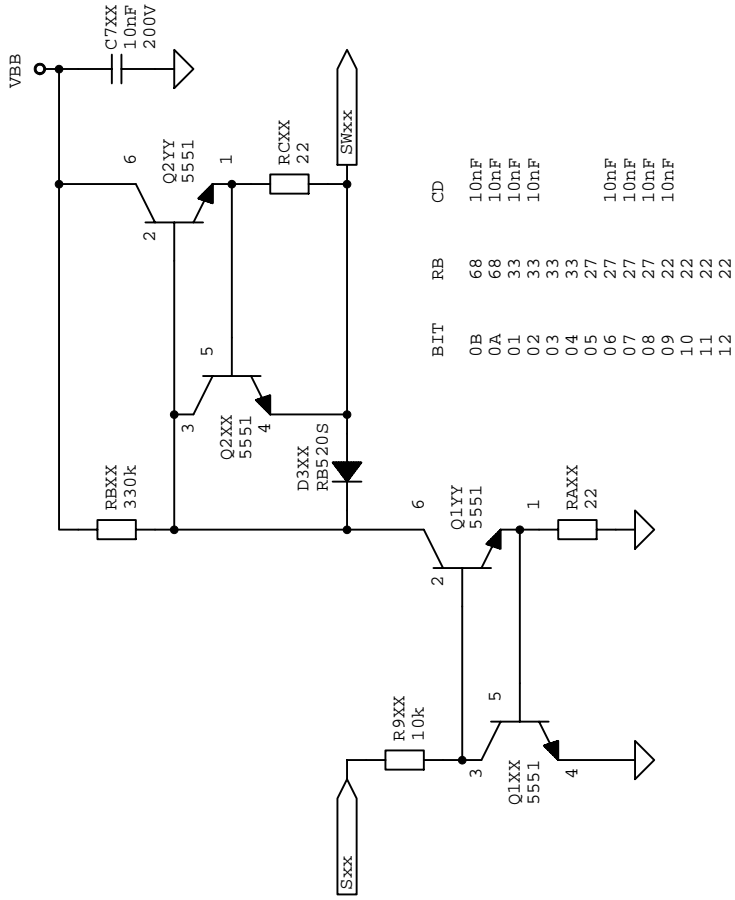 VBB
C7XX
10nF
200V
RBXX
330k
6
2
Q2YY
5551
1
5
3
Q2XX
5551
4
RCXX
22
D3XX
RB520S
SWxx
Sxx
R9XX
10k
6
2
Q1YY
5551
1
5
3
Q1XX
5551
4
RAXX
22
BIT RB CD
0B 68 10nF
0A 68 10nF
01 33 10nF
02 33 10nF
03 33
04 33
05 27
06 27 10nF
07 27 10nF
08 27 10nF
09 22 10nF
10 22
11 22
12 22